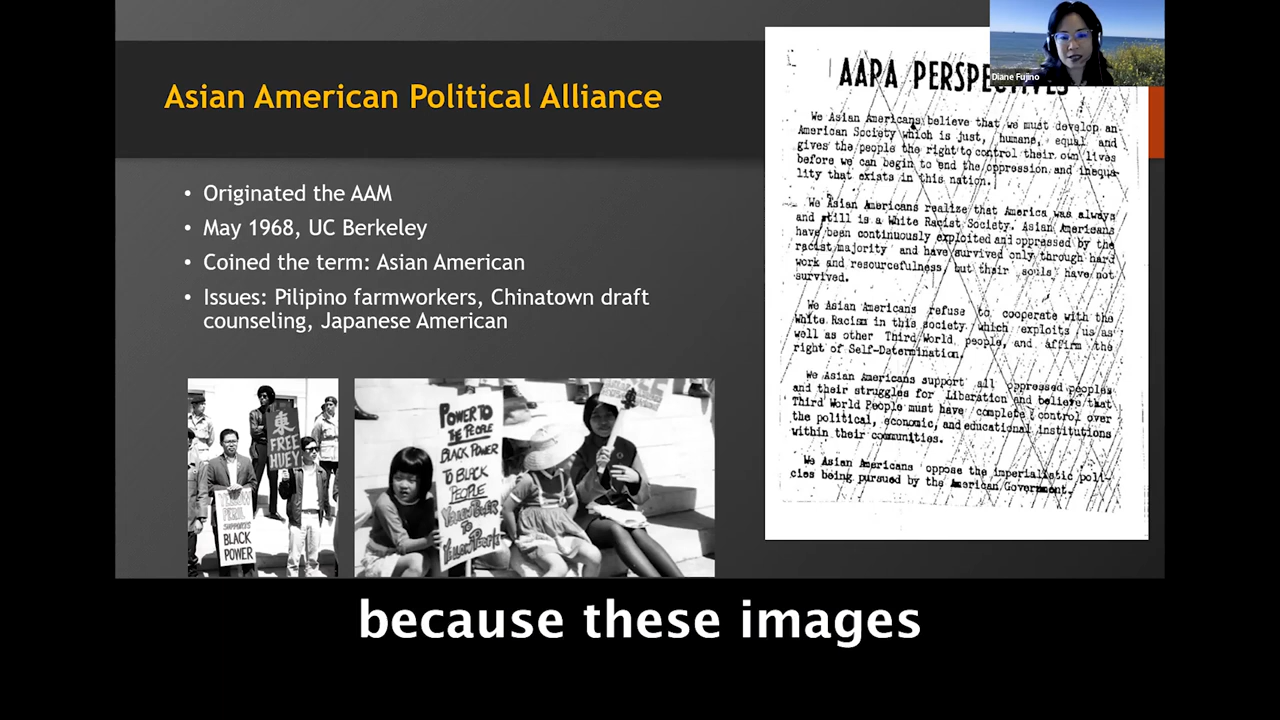 Asian American Political Alliance
• Originated the AAM
• May 1968, UC Berkeley
• Coined the term: Asian American
• Issues: Pilipino farmworkers, Chinatown draft
counseling, Japanese American
東
FREE
HUEY
YELLOW
PERIL
SUPPORTS
BLACK
POWER
POWER TO
THE PEOPLE
BLACK POWER
TO BLACK
PEOPLE
YELLOW POWER
TO
YELLOW PEOPLE
AAPA PERSPECTIVES
We Asian Americans believe that we must develop an
American Society which is just, humane, equal and
gives the people the right to control their own lives
before we can begin to end the oppression and inequa-
lity that exists in this nation.
We Asian Americans realize that America was always
and still is a White Racist Society. Asian Americans
have been continuously exploited and oppressed by the
racist majority and have survived only through hard
work and resourcefulness but their souls have not
survived.
We Asian Americans refuse to cooperate with the
White Racism in this society which exploits us as
well as other Third World people, and affirm the
right of Self-Determination.
We Asian Americans support all oppressed peoples
and their struggles for Liberation and believe that
Third World People must have complete control over
the political, economic, and educational institutions
within their communities.
We Asian Americans oppose the imperialistic poli-
cies being pursued by the American Government.
Diane Fujino
because these images